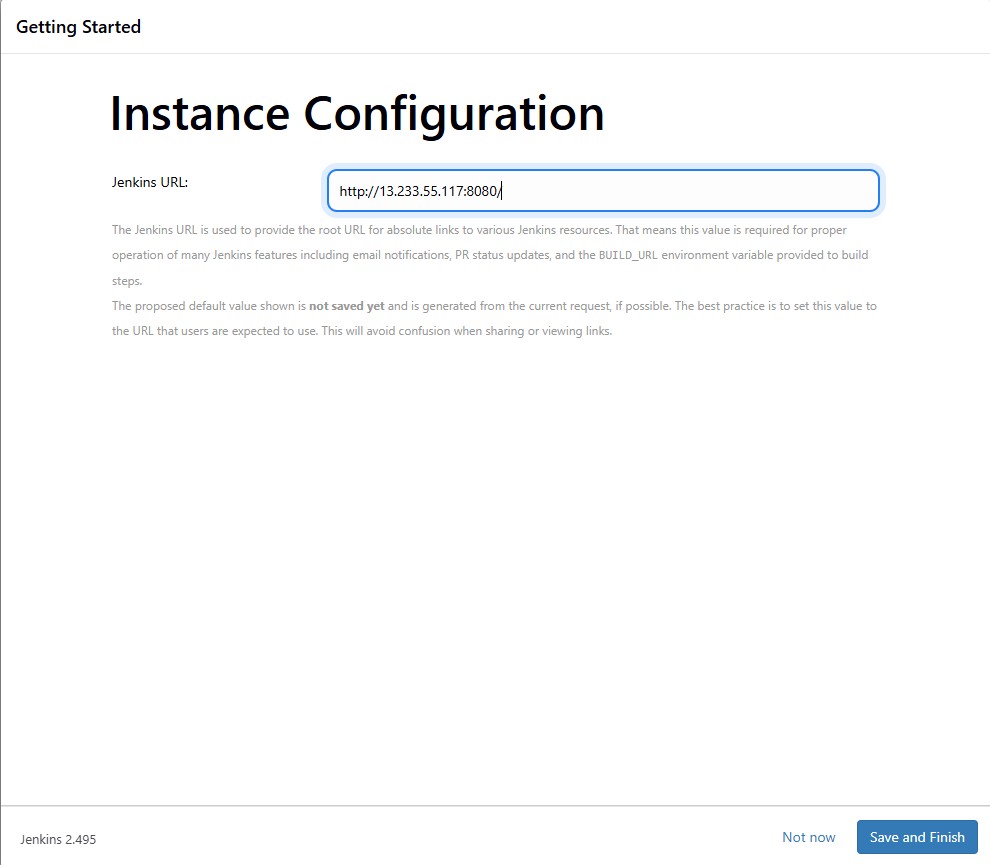 Getting Started
Instance Configuration
Jenkins URL:
http://13.233.55.117:8080/
The Jenkins URL is used to provide the root URL for absolute links to various Jenkins resources. That means this value is required for proper
operation of many Jenkins features including email notifications, PR status updates, and the BUILD_URL environment variable provided to build
steps.
The proposed default value shown is not saved yet and is generated from the current request, if possible. The best practice is to set this value to
the URL that users are expected to use. This will avoid confusion when sharing or viewing links.
Jenkins 2.495
Not now
Save and Finish